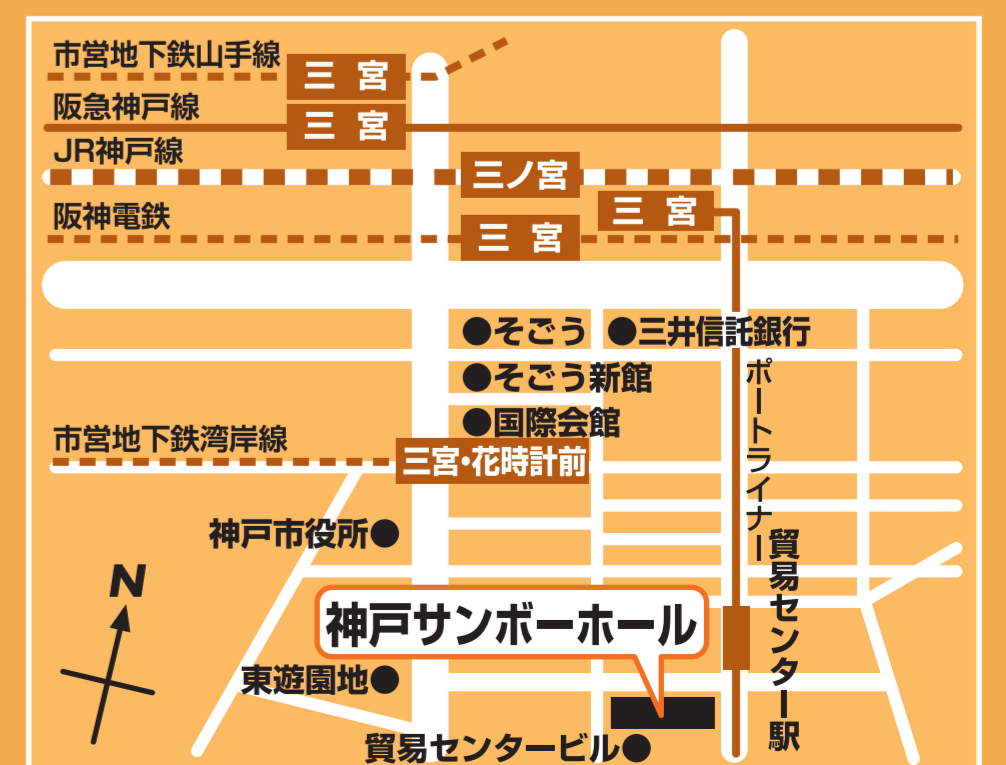 市営地下鉄山手線
三 宮
阪急神戸線
三 宮
JR神戸線
三ノ宮
三 宮
阪神電鉄
三 宮
●そごう ●三井信託銀行
●そごう新館
ポートライナー
●国際会館
市営地下鉄湾岸線
三宮・花時計前
神戸市役所●
貿易センター駅
N
神戸サンボーホール
東遊園地●
貿易センタービル●